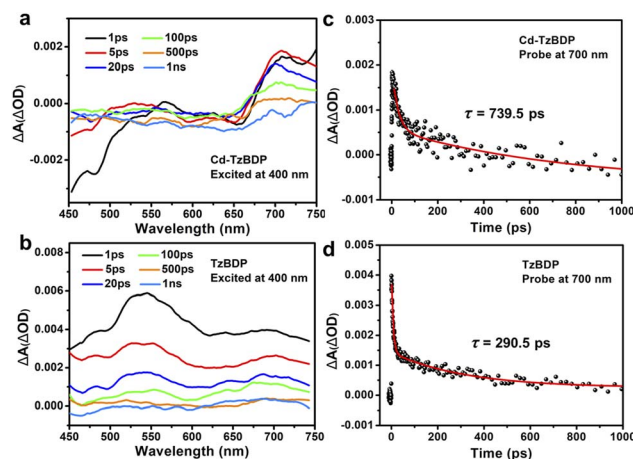 a
1ps 100ps
5ps 500ps
20ps 1ns
0.002
0.000
-0.002
ΔA(ΔOD)
Cd-TzBDP
Excited at 400 nm
450 500 550 600 650 700 750
Wavelength (nm)
c
Cd-TzBDP
Probe at 700 nm
τ = 739.5 ps
0.003
0.002
0.001
0.000
-0.001
ΔA(ΔOD)
0 200 400 600 800 1000
Time (ps)
b
1ps 100ps
5ps 500ps
20ps 1ns
TzBDP
Excited at 400 nm
0.008
0.006
0.004
0.002
0.000
ΔA(ΔOD)
450 500 550 600 650 700 750
Wavelength (nm)
d
TzBDP
Probe at 700 nm
τ = 290.5 ps
0.005
0.004
0.003
0.002
0.001
0.000
-0.001
ΔA(ΔOD)
0 200 400 600 800 1000
Time (ps)